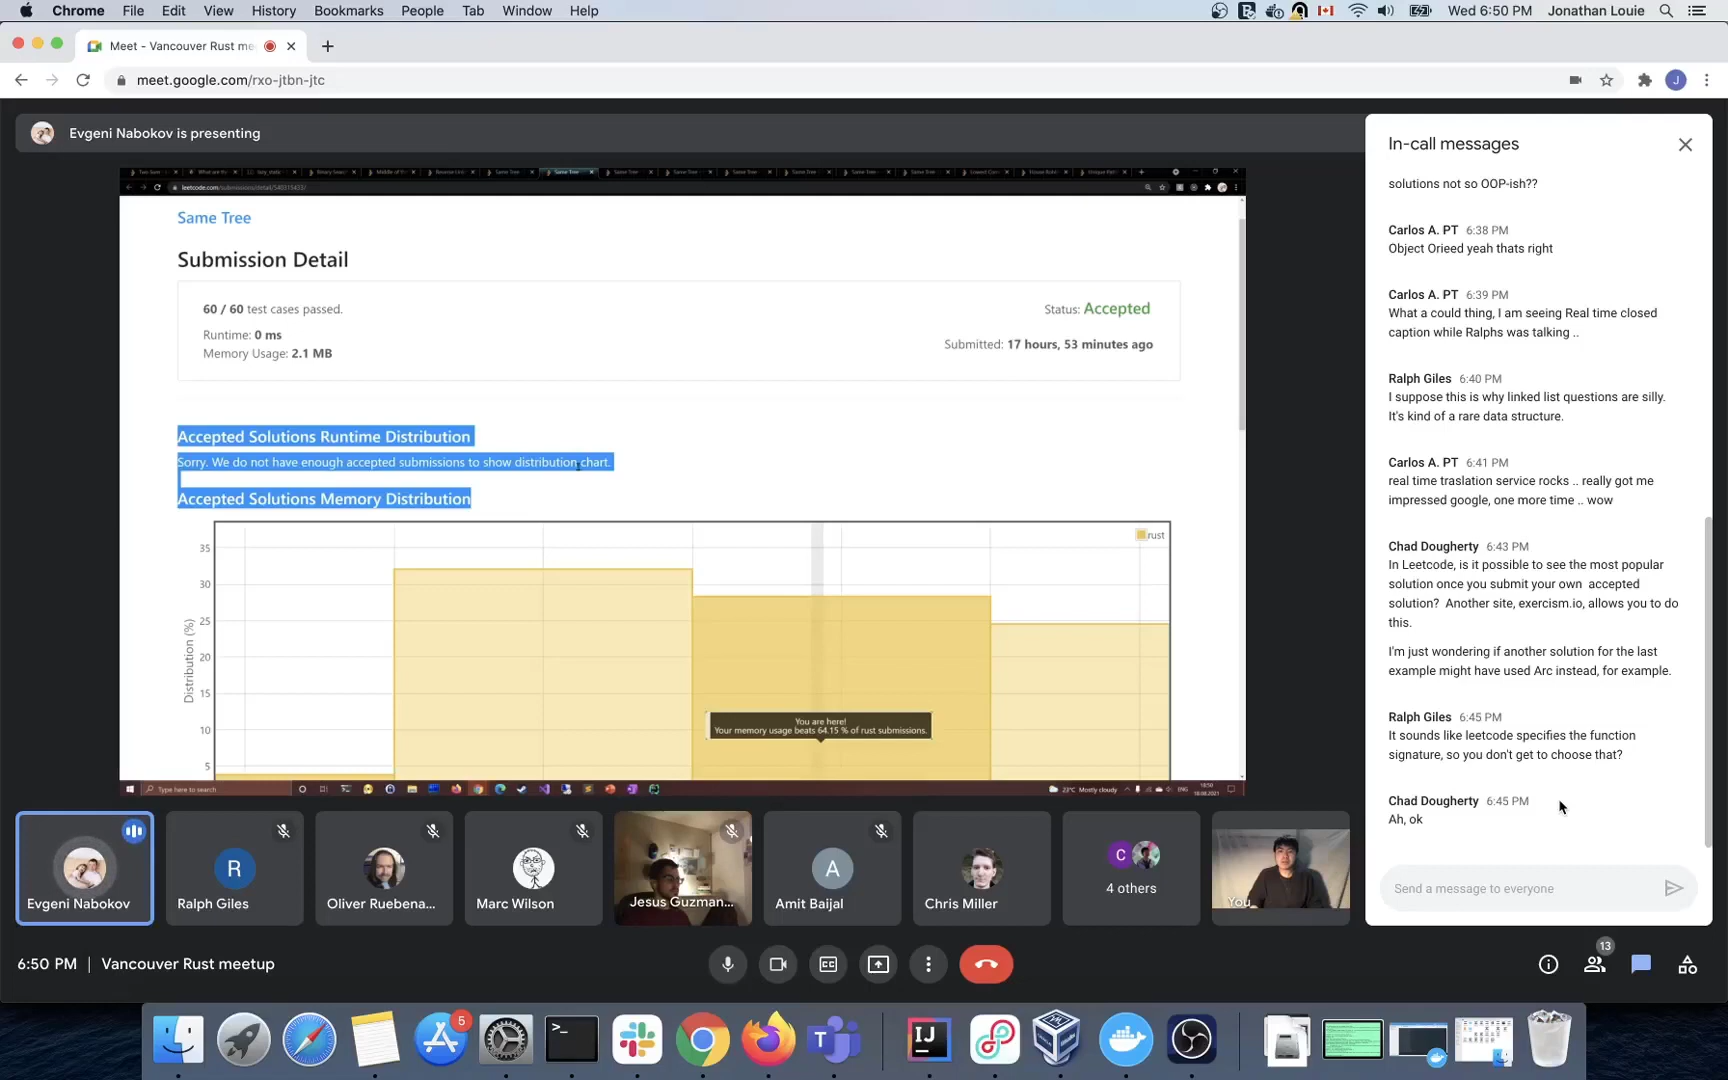 Chrome File Edit View History Bookmarks People Tab Window Help
Wed 6:50 PM Jonathan Louie
Meet - Vancouver Rust me
meet.google.com/rxo-jtbn-jtc
J
Evgeni Nabokov is presenting
Same Tree
Submission Detail
60 / 60 test cases passed.
Status: Accepted
Runtime: 0 ms
Memory Usage: 2.1 MB
Submitted: 17 hours, 53 minutes ago
Accepted Solutions Runtime Distribution
Sorry. We do not have enough accepted submissions to show distribution chart.
Accepted Solutions Memory Distribution
rust
Distribution (%)
35
30
25
20
15
10
5
You are here!
Your memory usage beats 64.15 % of rust submissions.
Type here to search
23°C Mostly cloudy
ENG
18:50
In-call messages
solutions not so OOP-ish??
Carlos A. PT 6:38 PM
Object Orieed yeah thats right
Carlos A. PT 6:39 PM
What a could thing, I am seeing Real time closed
caption while Ralphs was talking ..
Ralph Giles 6:40 PM
I suppose this is why linked list questions are silly.
It's kind of a rare data structure.
Carlos A. PT 6:41 PM
real time traslation service rocks .. really got me
impressed google, one more time .. wow
Chad Dougherty 6:43 PM
In Leetcode, is it possible to see the most popular
solution once you submit your own accepted
solution? Another site, exercism.io, allows you to do
this.
I'm just wondering if another solution for the last
example might have used Arc instead, for example.
Ralph Giles 6:45 PM
It sounds like leetcode specifies the function
signature, so you don't get to choose that?
Chad Dougherty 6:45 PM
Ah, ok
Send a message to everyone
Evgeni Nabokov
R
Ralph Giles
Oliver Ruebena...
Marc Wilson
Jesus Guzman...
A
Amit Baijal
Chris Miller
C
4 others
You
6:50 PM | Vancouver Rust meetup
13
5